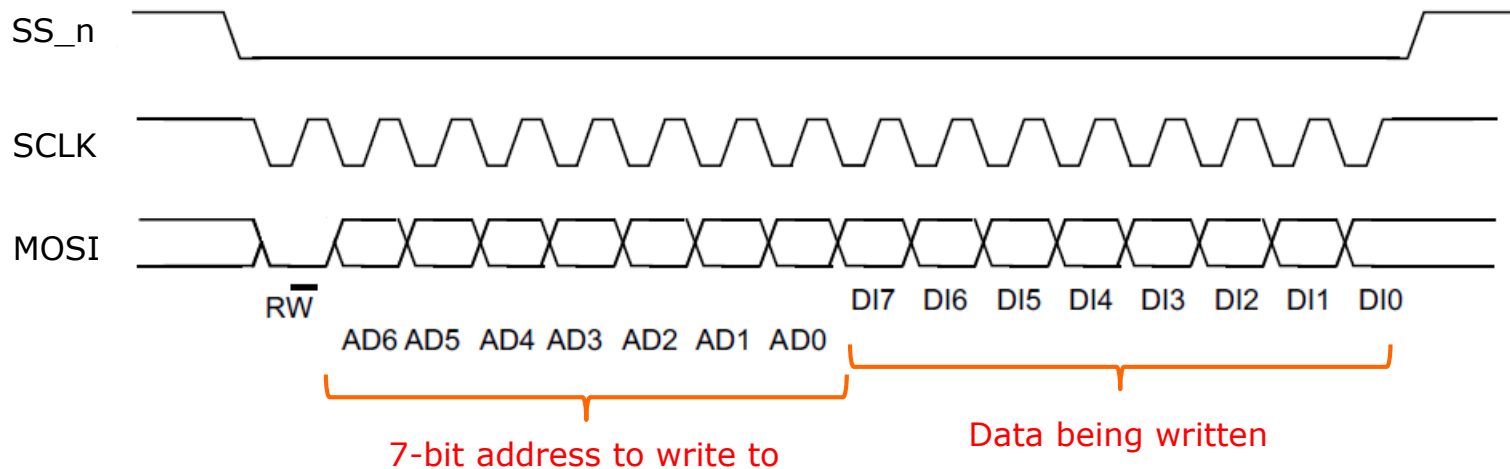 SS_n
SCLK
MOSI
RW
DI7 DI6 DI5 DI4 DI3 DI2 DI1 DI0
AD6 AD5 AD4 AD3 AD2 AD1 AD0
7-bit address to write to
Data being written